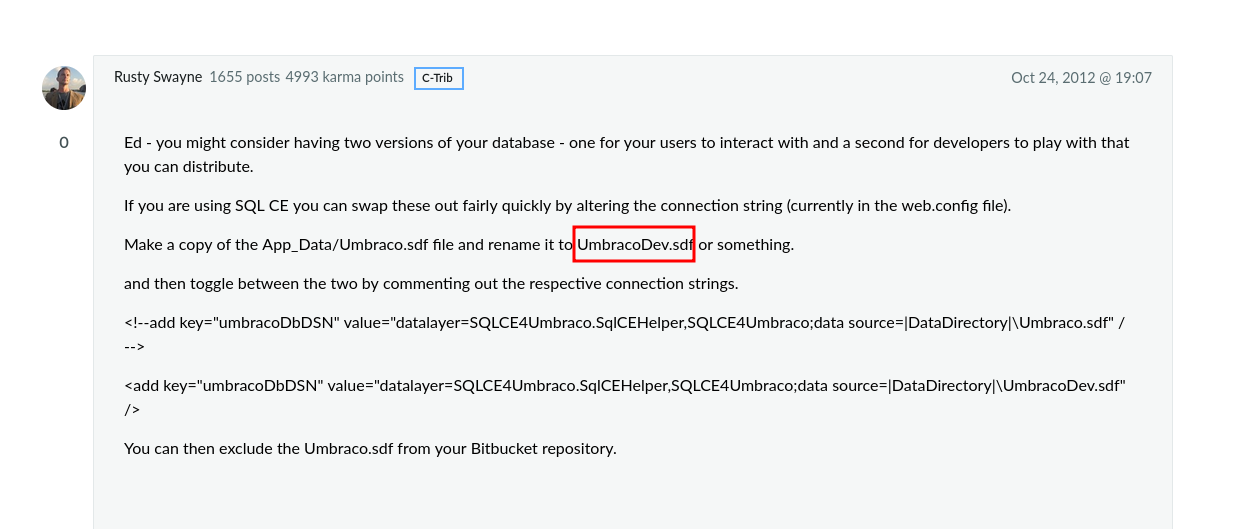 Rusty Swayne 1655 posts 4993 karma points C-Trib Oct 24, 2012 @ 19:07
0
Ed - you might consider having two versions of your database - one for your users to interact with and a second for developers to play with that
you can distribute.
If you are using SQL CE you can swap these out fairly quickly by altering the connection string (currently in the web.config file).
Make a copy of the App_Data/Umbraco.sdf file and rename it to UmbracoDev.sdf or something.
and then toggle between the two by commenting out the respective connection strings.
<!--add key="umbracoDbDSN" value="datalayer=SQLCE4Umbraco.SqlCEHelper,SQLCE4Umbraco;data source=|DataDirectory|\Umbraco.sdf" /
-->
<add key="umbracoDbDSN" value="datalayer=SQLCE4Umbraco.SqlCEHelper,SQLCE4Umbraco;data source=|DataDirectory|\UmbracoDev.sdf"
/>
You can then exclude the Umbraco.sdf from your Bitbucket repository.